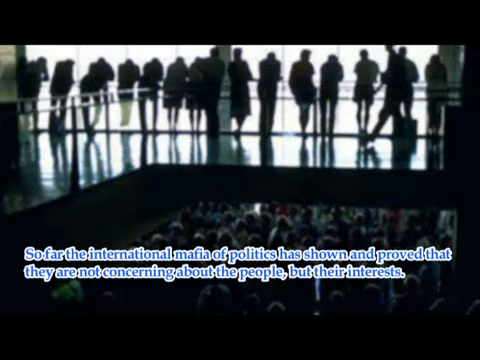 So far the international mafia of politics has shown and proved that
they are not concerning about the people, but their interests.